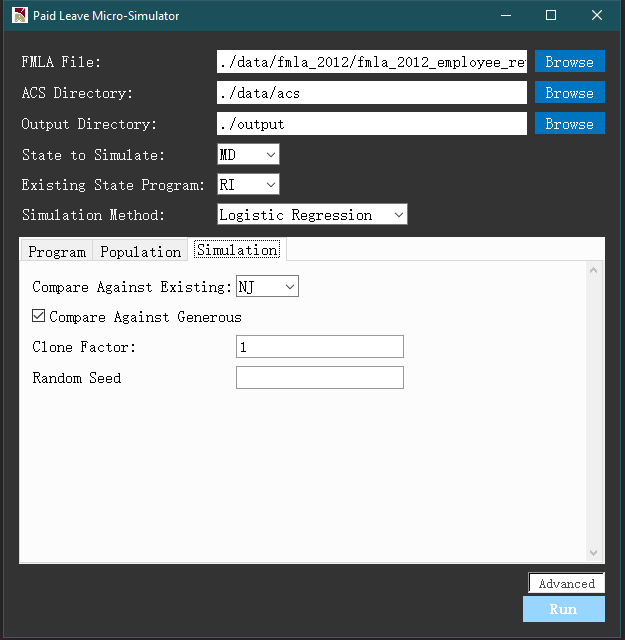 Paid Leave Micro-Simulator
FMLA File: ./data/fmla_2012/fmla_2012_employee_re Browse
ACS Directory: ./data/acs Browse
Output Directory: ./output Browse
State to Simulate: MD
Existing State Program: RI
Simulation Method: Logistic Regression
Program Population Simulation
Compare Against Existing: NJ
Compare Against Generous
Clone Factor: 1
Random Seed
Advanced
Run